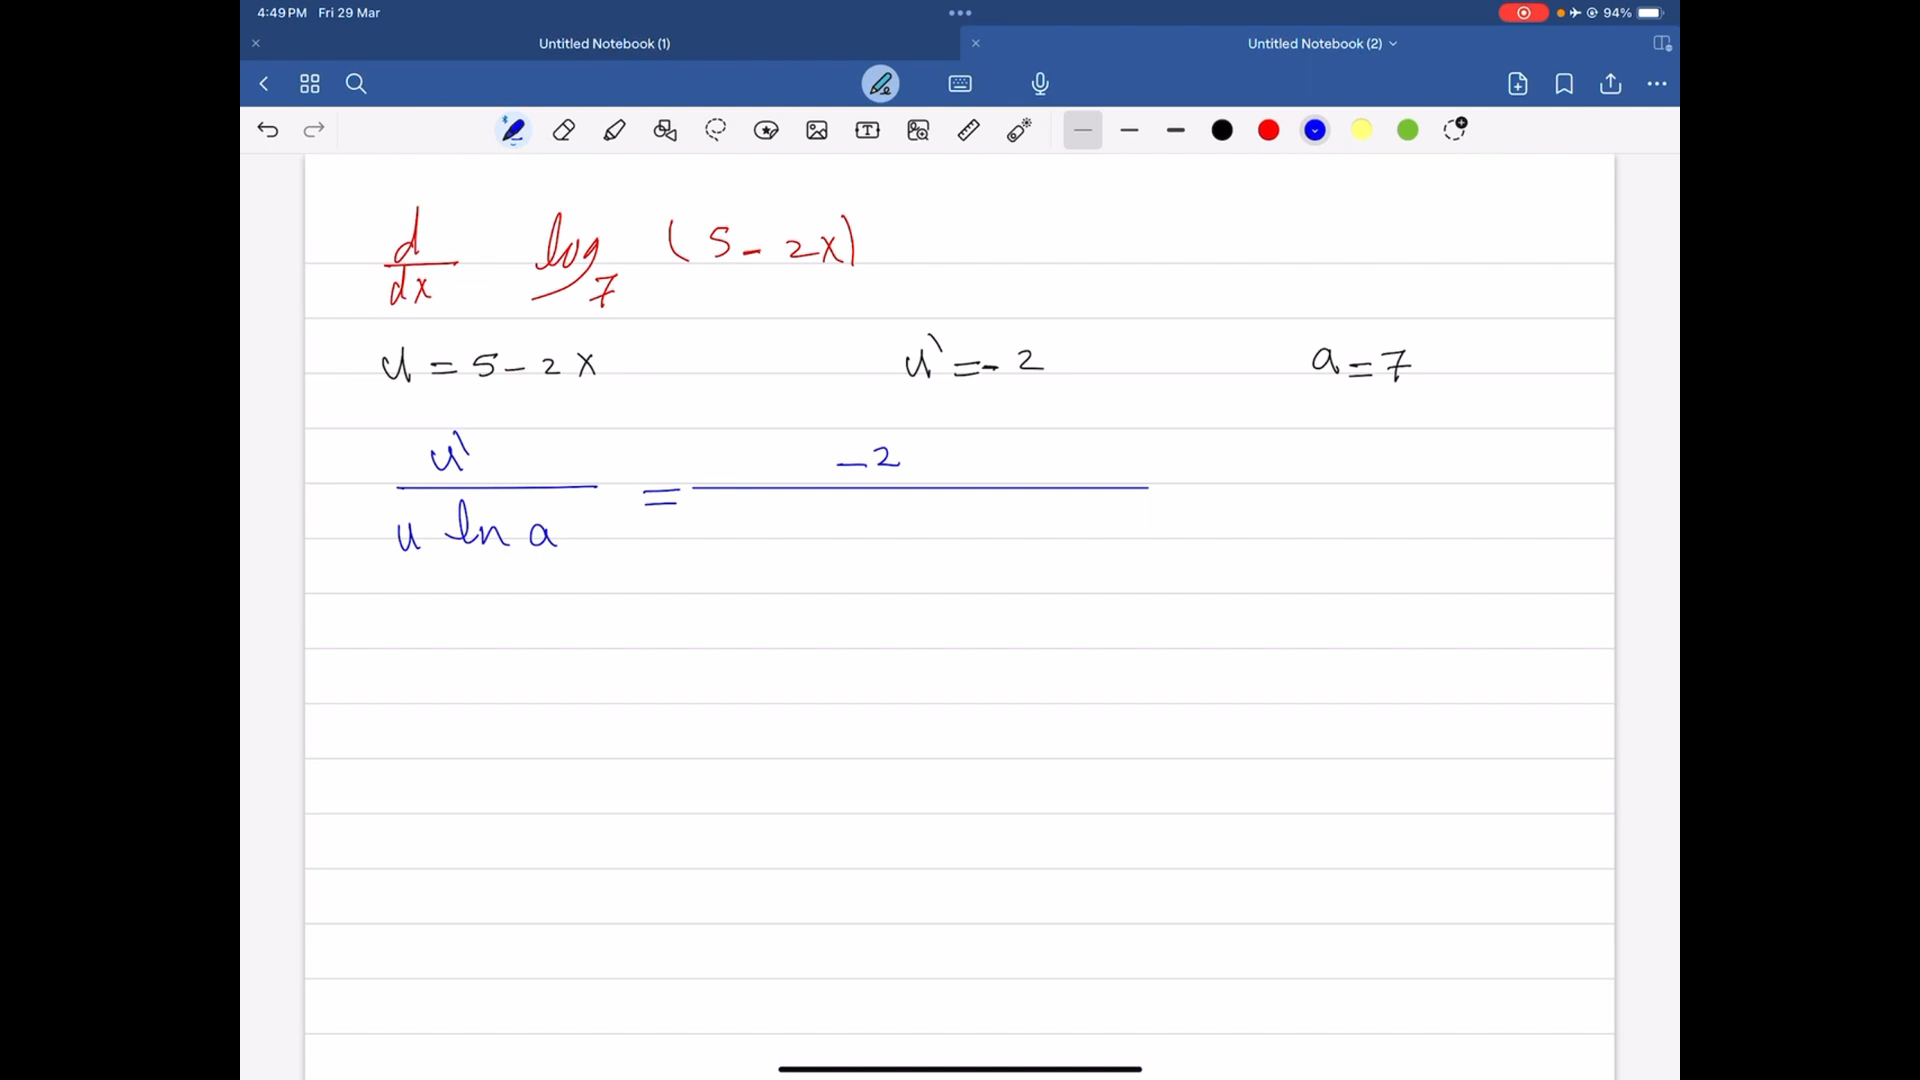 4:49 PM Fri 29 Mar
94%
Untitled Notebook (1)
Untitled Notebook (2)
d/dx log₇ (5 - 2x)
u = 5 - 2x u' = -2 a = 7
u' / u ln a = -2 /